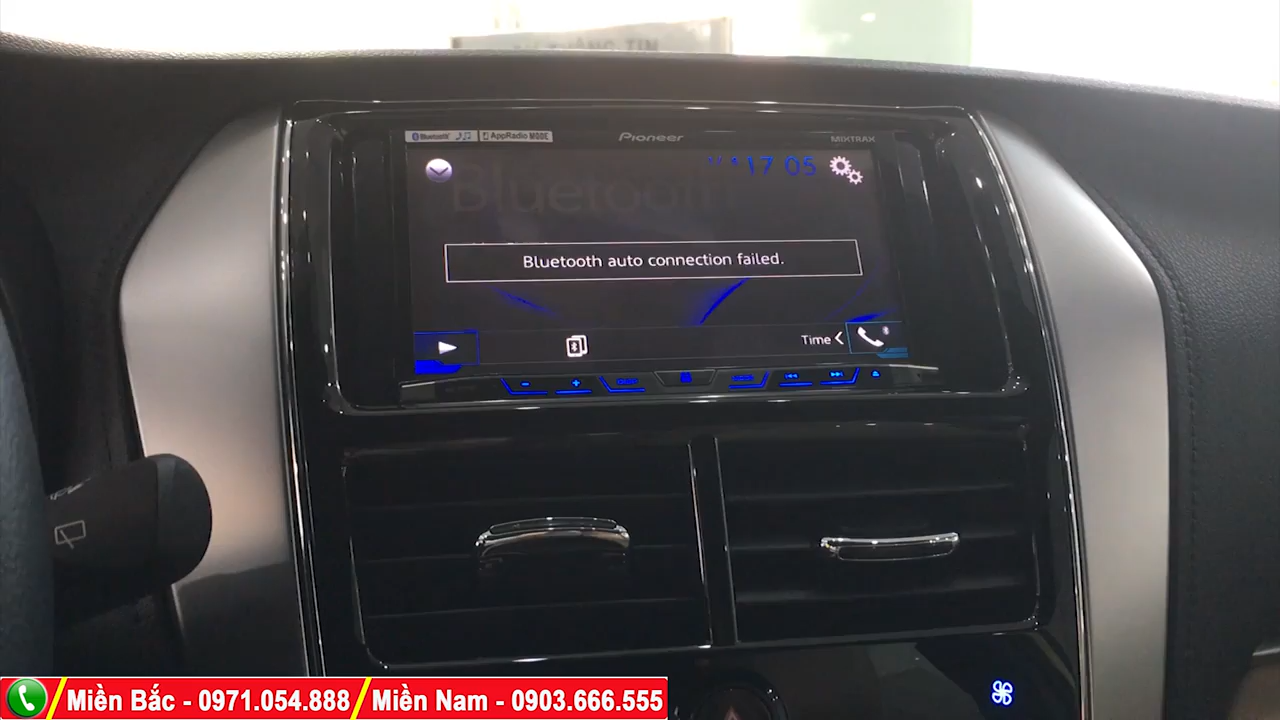 Bluetooth AppRadio MODE Pioneer MIXTRAX
17 05
Bluetooth
Bluetooth auto connection failed.
Time
Miền Bắc - 0971.054.888 / Miền Nam - 0903.666.555